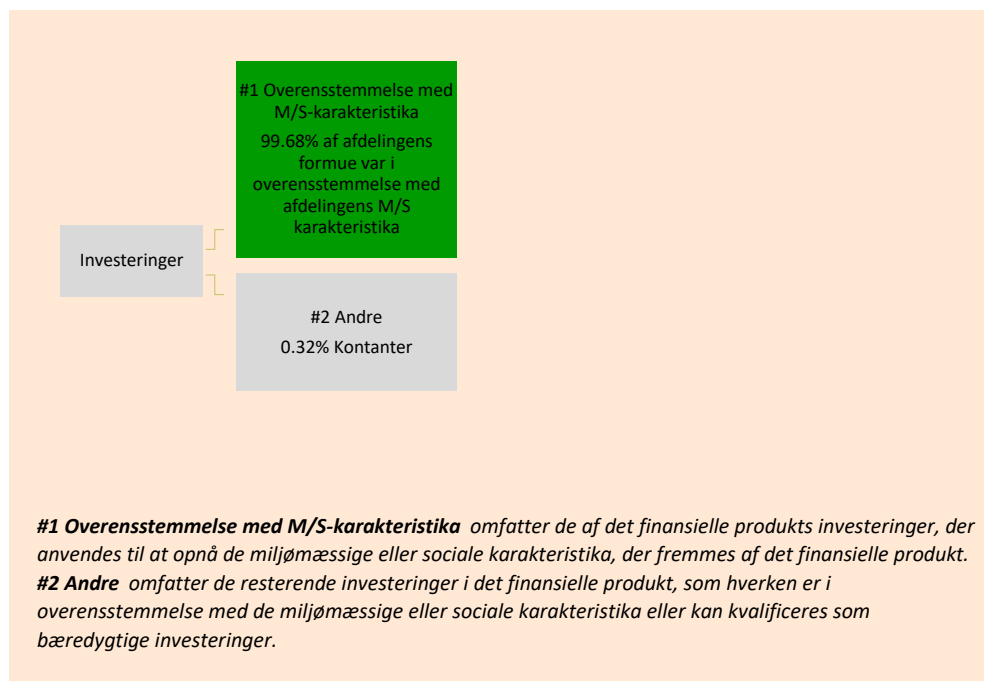 #1 Overensstemmelse med
M/S-karakteristika
99.68% af afdelingens
formue var i
overensstemmelse med
afdelingens M/S
karakteristika
Investeringer
#2 Andre
0.32% Kontanter
#1 Overensstemmelse med M/S-karakteristika omfatter de af det finansielle produkts investeringer, der
anvendes til at opnå de miljømæssige eller sociale karakteristika, der fremmes af det finansielle produkt.
#2 Andre omfatter de resterende investeringer i det finansielle produkt, som hverken er i
overensstemmelse med de miljømæssige eller sociale karakteristika eller kan kvalificeres som
bæredygtige investeringer.